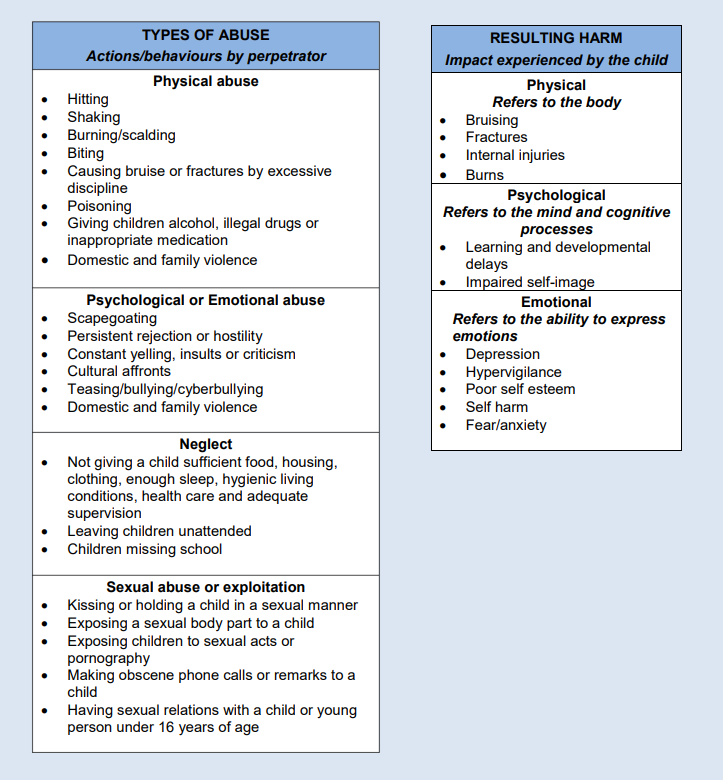 TYPES OF ABUSE
Actions/behaviours by perpetrator
Physical abuse
• Hitting
• Shaking
• Burning/scalding
• Biting
• Causing bruise or fractures by excessive
discipline
• Poisoning
• Giving children alcohol, illegal drugs or
inappropriate medication
• Domestic and family violence
Psychological or Emotional abuse
• Scapegoating
• Persistent rejection or hostility
• Constant yelling, insults or criticism
• Cultural affronts
• Teasing/bullying/cyberbullying
• Domestic and family violence
Neglect
• Not giving a child sufficient food, housing,
clothing, enough sleep, hygienic living
conditions, health care and adequate
supervision
• Leaving children unattended
• Children missing school
Sexual abuse or exploitation
• Kissing or holding a child in a sexual manner
• Exposing a sexual body part to a child
• Exposing children to sexual acts or
pornography
• Making obscene phone calls or remarks to a
child
• Having sexual relations with a child or young
person under 16 years of age
RESULTING HARM
Impact experienced by the child
Physical
Refers to the body
• Bruising
• Fractures
• Internal injuries
• Burns
Psychological
Refers to the mind and cognitive
processes
• Learning and developmental
delays
• Impaired self-image
Emotional
Refers to the ability to express
emotions
• Depression
• Hypervigilance
• Poor self esteem
• Self harm
• Fear/anxiety